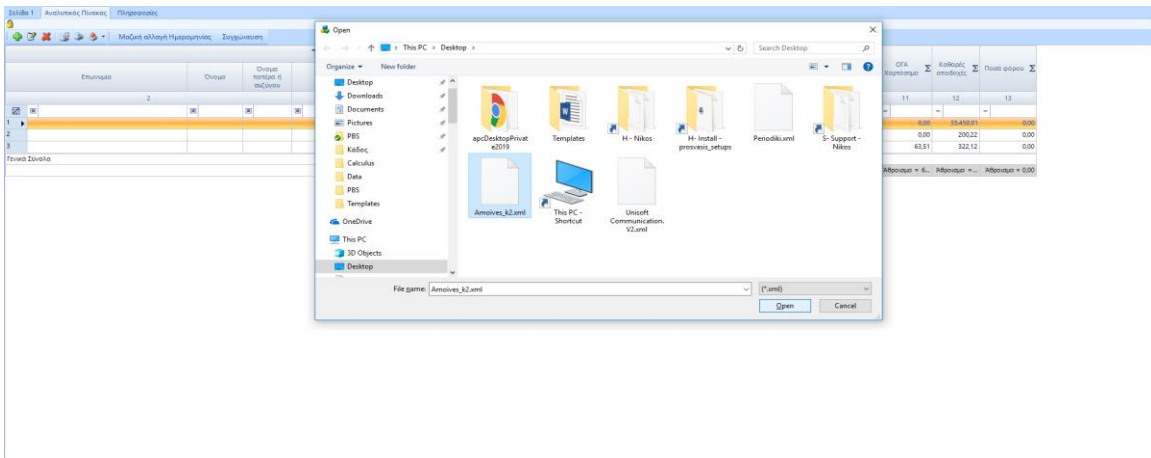 Σελίδα 1 Αναλυτικός Πίνακας Πληροφορίες
Μαζική αλλαγή Ημερομηνίας Συγχώνευση
Επωνυμία Όνομα Όνομα πατέρα ή συζύγου
ΟΓΑ Χαρτόσημο Σ Καθαρές αποδοχές Σ Ποσό φόρου Σ
2 11 12 13
1 0,00 35.450,01 0,00
2 0,00 200,22 0,00
3 63,51 322,12 0,00
Γενικά Σύνολα
Άθροισμα = 6... Άθροισμα =... Άθροισμα = 0,00
Open
This PC › Desktop ›
Search Desktop
Organize New folder
Desktop
Downloads
Documents
Pictures
PBS
Κάδος
Calculus
Data
PBS
Templates
OneDrive
This PC
3D Objects
Desktop
apcDesktopPrivate2019
Templates
H - Nikos
H- Install - prosvasis_setups
Periodiki.xml
S- Support - Nikos
Amoives_k2.xml
This PC - Shortcut
Unisoft Communication.V2.xml
File name: Amoives_k2.xml (*.xml)
Open Cancel